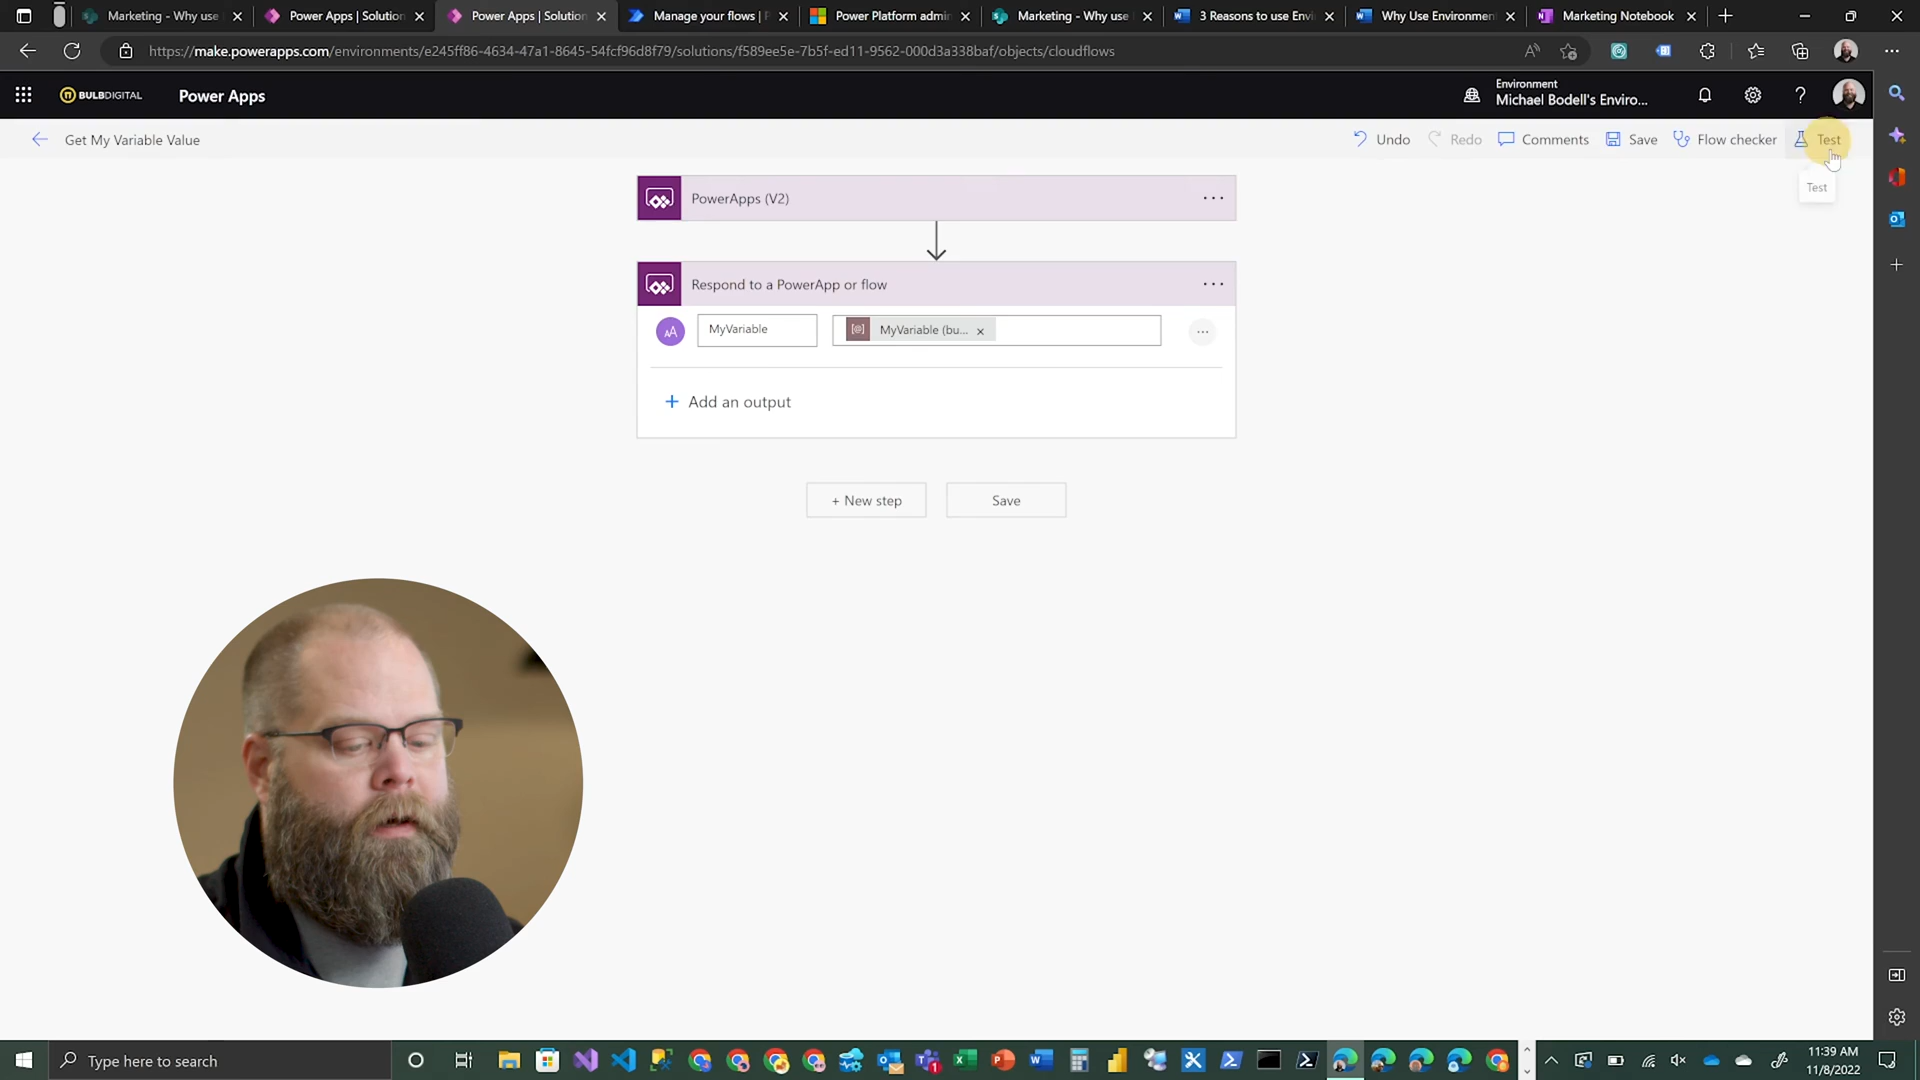 Marketing - Why use
Power Apps | Solution
Power Apps | Solution
Manage your flows | P
Power Platform admin
Marketing - Why use
3 Reasons to use Envi
Why Use Environmen
Marketing Notebook
https://make.powerapps.com/environments/e245ff86-4634-47a1-8645-54fcf96d8f79/solutions/f589ee5e-7b5f-ed11-9562-000d3a338baf/objects/cloudflows
BULBDIGITAL
Power Apps
Environment
Michael Bodell's Enviro...
Get My Variable Value
Undo
Redo
Comments
Save
Flow checker
Test
Test
PowerApps (V2)
Respond to a PowerApp or flow
MyVariable
MyVariable (bu...
+ Add an output
+ New step
Save
Type here to search
11:39 AM
11/8/2022